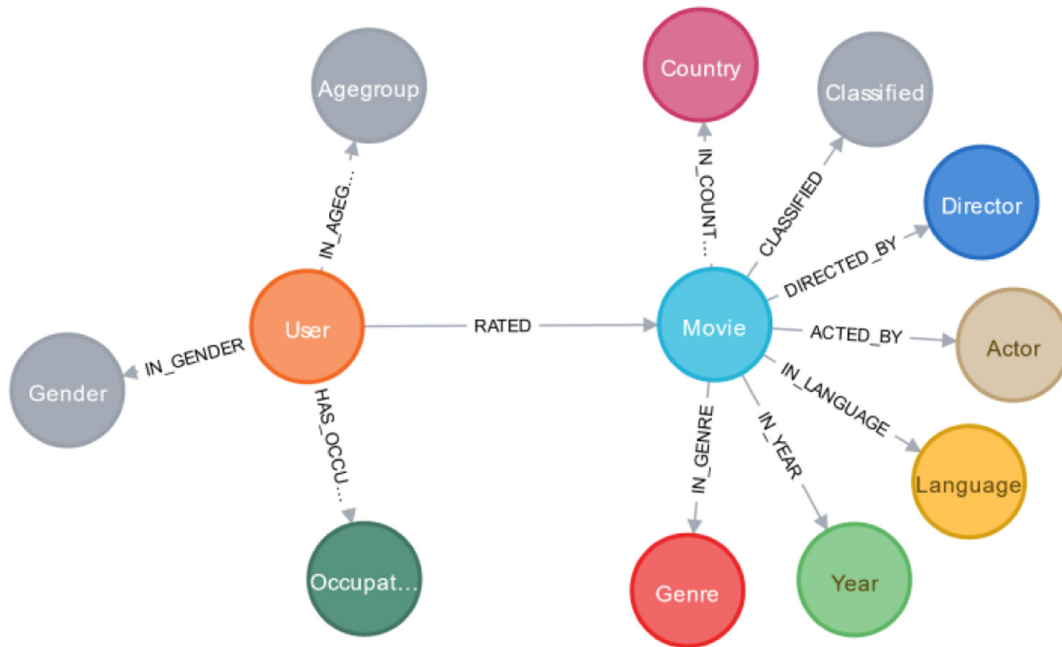 Country
Agegroup
Classified
IN_COUNT...
IN_AGEG...
CLASSIFIED
Director
DIRECTED_BY
User
RATED
Movie
ACTED_BY
Actor
IN_GENDER
Gender
HAS_OCCU...
IN_GENRE
IN_YEAR
IN_LANGUAGE
Language
Occupat...
Genre
Year